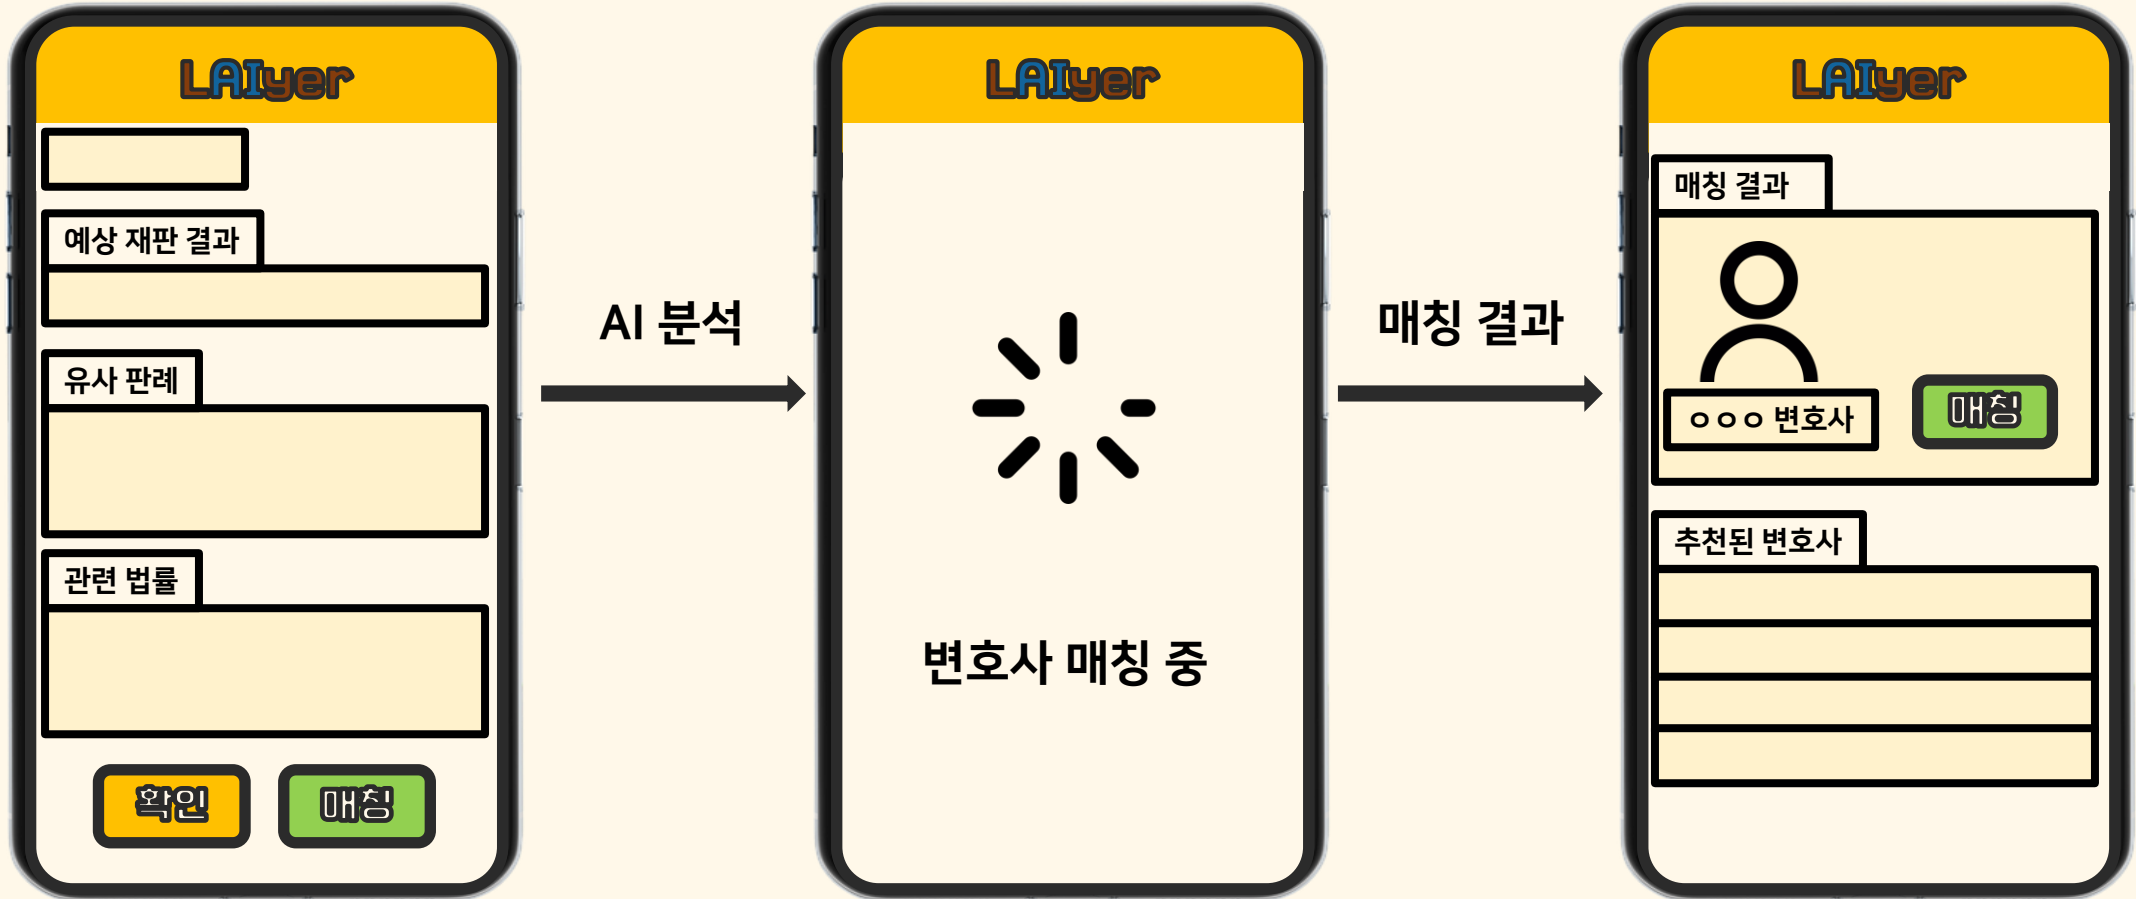 LAIyer
예상 재판 결과
유사 판례
관련 법률
확인
매칭
AI 분석
LAIyer
변호사 매칭 중
매칭 결과
LAIyer
매칭 결과
ㅇㅇㅇ 변호사
매칭
추천된 변호사